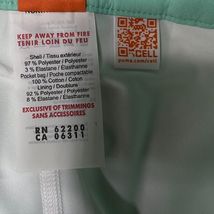 KEEP AWAY FROM FIRE
TENIR LOIN DU FEU
Shell / Tissu extérieur
97 % Polyester / Polyester
3 % Elastane / Élasthanne
Pocket bag / Poche compactable
100 % Cotton / Coton
Lining / Doublure
92 % Polyester / Polyester
8 % Elastane / Élasthanne
EXCLUSIVE OF TRIMMINGS
SANS ACCESSOIRES
RN 62200
CA 06311
CELL
puma.com/cell